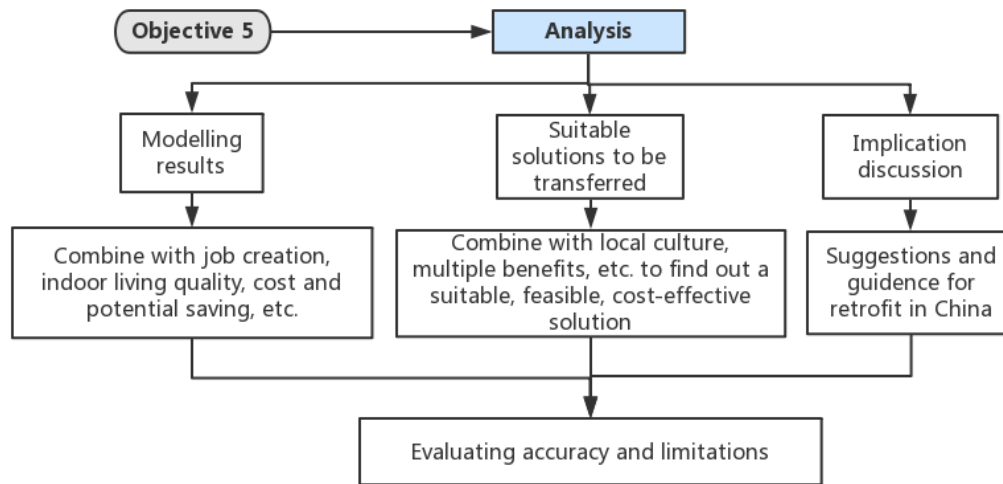 Objective 5
Analysis
Modelling
results
Suitable
solutions to be
transferred
Implication
discussion
Combine with job creation,
indoor living quality, cost and
potential saving, etc.
Combine with local culture,
multiple benefits, etc. to find out a
suitable, feasible, cost-effective
solution
Suggestions and
guidence for
retrofit in China
Evaluating accuracy and limitations